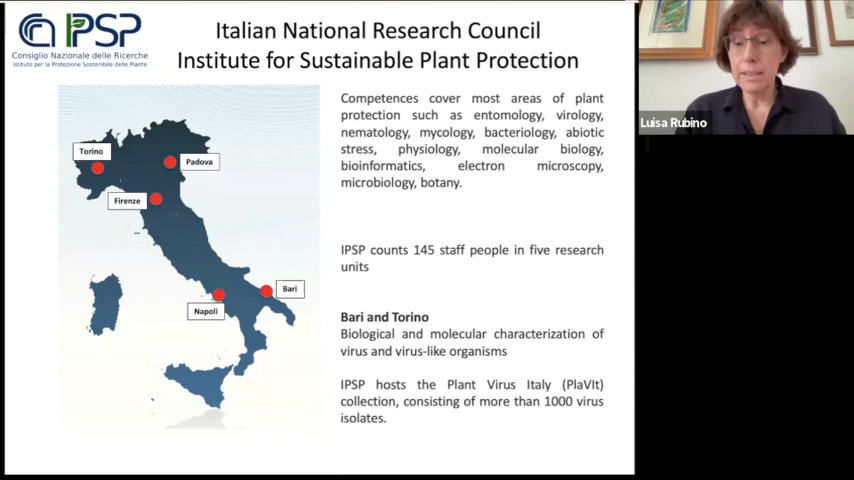 CNR IPSP
Consiglio Nazionale delle Ricerche
Istituto per la Protezione Sostenibile delle Piante
Italian National Research Council
Institute for Sustainable Plant Protection
Luisa Rubino
Torino
Padova
Firenze
Napoli
Bari
Competences cover most areas of plant
protection such as entomology, virology,
nematology, mycology, bacteriology, abiotic
stress, physiology, molecular biology,
bioinformatics, electron microscopy,
microbiology, botany.
IPSP counts 145 staff people in five research
units
Bari and Torino
Biological and molecular characterization of
virus and virus-like organisms
IPSP hosts the Plant Virus Italy (PlaVIt)
collection, consisting of more than 1000 virus
isolates.